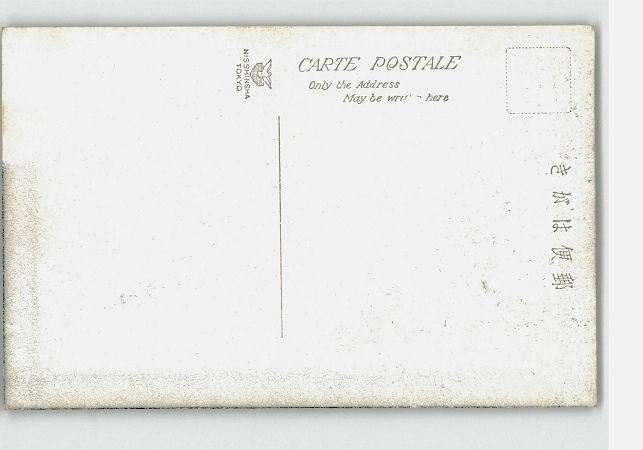 NISSHINSHA
TOKYO
CARTE POSTALE
Only the Address
May be here
郵便はがき